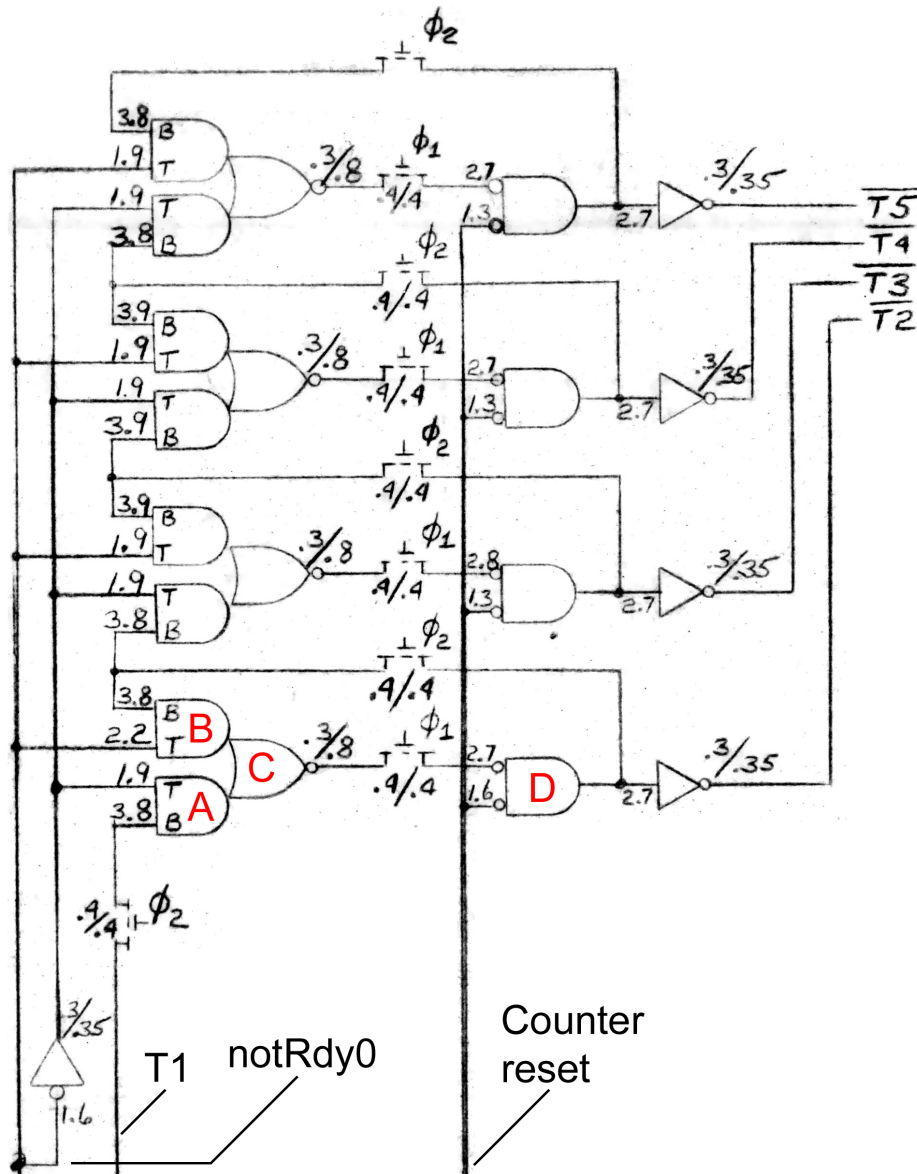 ϕ2
3.8 B
1.9 T
.3/.8
ϕ1
.4/.4
2.7
1.3
2.7
.3/.35
T5
1.9 T
3.8 B
T4
ϕ2
.4/.4
T3
T2
3.9 B
1.9 T
.3/.8
ϕ1
.4/.4
2.7
1.3
2.7
.3/.35
1.9 T
3.9 B
ϕ2
.4/.4
3.9 B
1.9 T
.3/.8
ϕ1
.4/.4
2.8
1.3
2.7
.3/.35
1.9 T
3.8 B
ϕ2
.4/.4
3.8 B B
2.2 T
C
.3/.8
ϕ1
.4/.4
2.7
1.6
D
2.7
.3/.35
1.9 T A
3.8 B
.4/.4
ϕ2
.3/.35
1.6
T1
notRdy0
Counter
reset